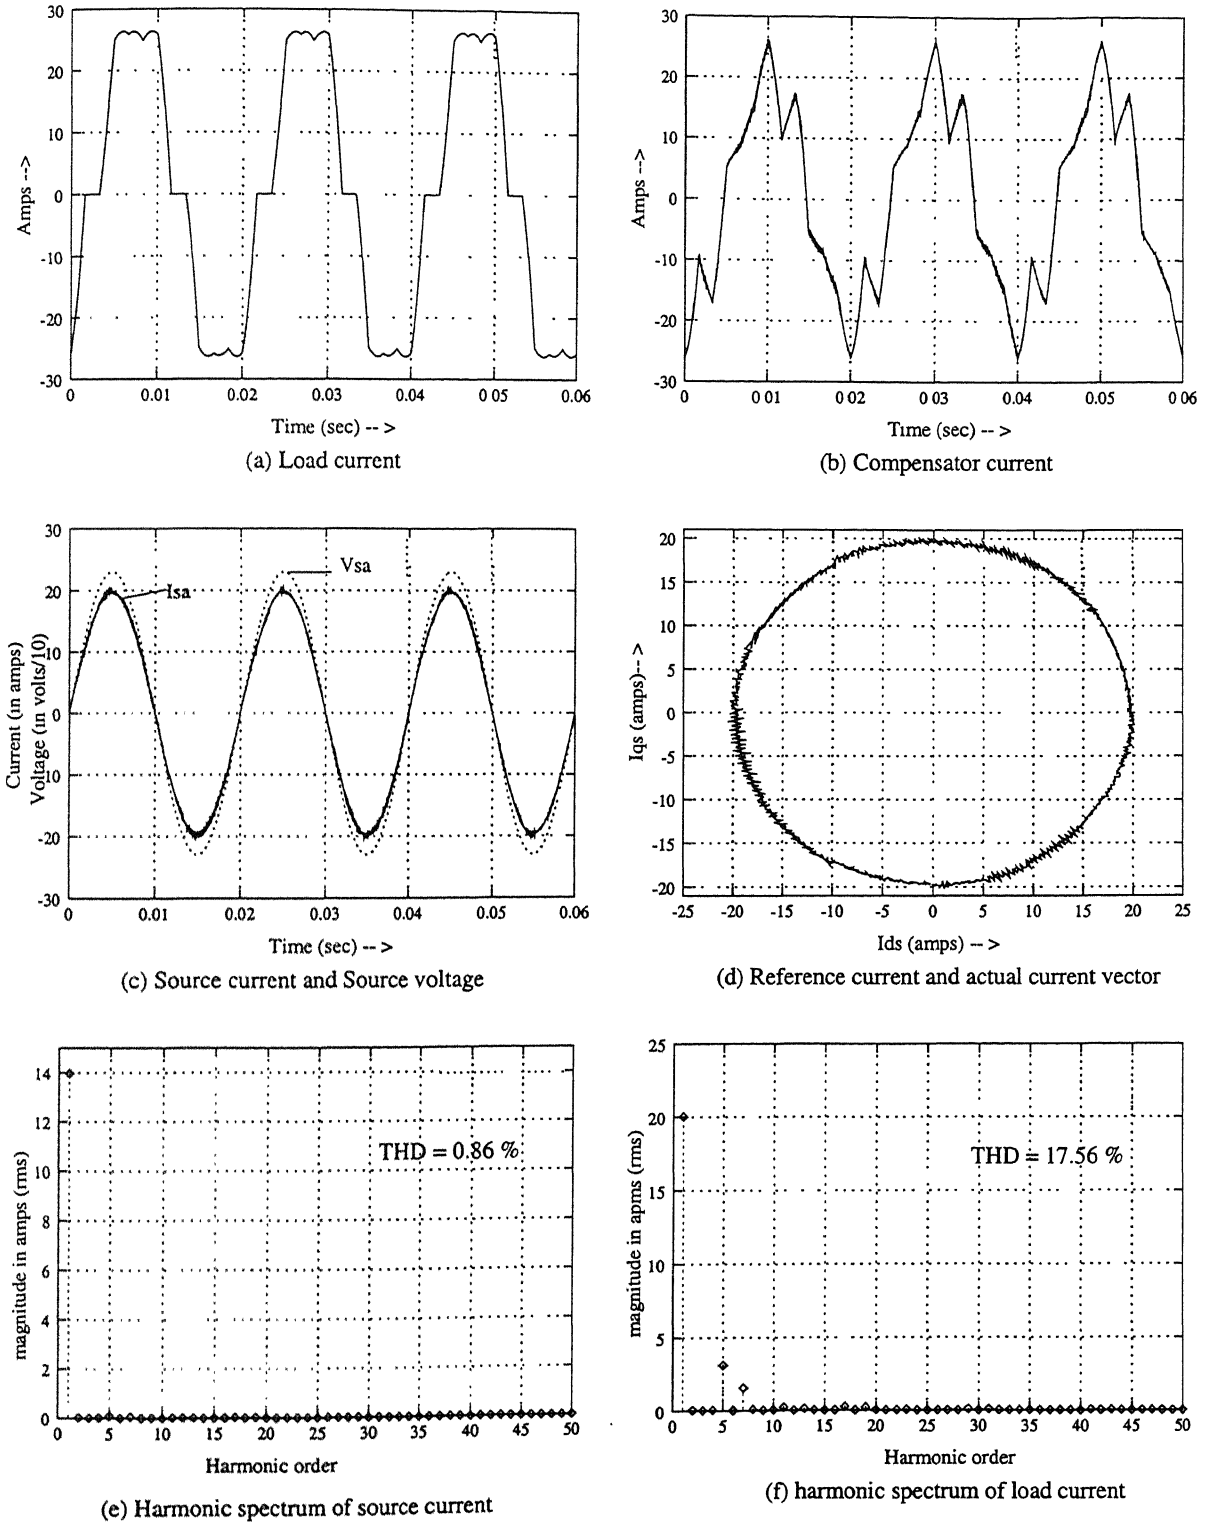 30
20
10
0
-10
-20
-30
Amps -->
0 0.01 0.02 0.03 0.04 0 05 0.06
Time (sec) -- >
(a) Load current
30
20
10
0
-10
-20
-30
Amps -->
0 0 01 0 02 0 03 0.04 0 05 0 06
Time (sec) -- >
(b) Compensator current
30
20
10
0
-10
-20
-30
Current (in amps)
Voltage (in volts/10)
Isa
Vsa
0 0.01 0.02 0.03 0.04 0.05 0.06
Time (sec) -- >
(c) Source current and Source voltage
20
15
10
5
0
-5
-10
-15
-20
Iqs (amps)-- >
-25 -20 -15 -10 -5 0 5 10 15 20 25
Ids (amps) -- >
(d) Reference current and actual current vector
14
12
10
8
6
4
2
0
magnitude in amps (rms)
THD = 0.86 %
0 5 10 15 20 25 30 35 40 45 50
Harmonic order
(e) Harmonic spectrum of source current
25
20
15
10
5
0
magnitude in apms (rms)
THD = 17.56 %
0 5 10 15 20 25 30 35 40 45 50
Harmonic order
(f) harmonic spectrum of load current